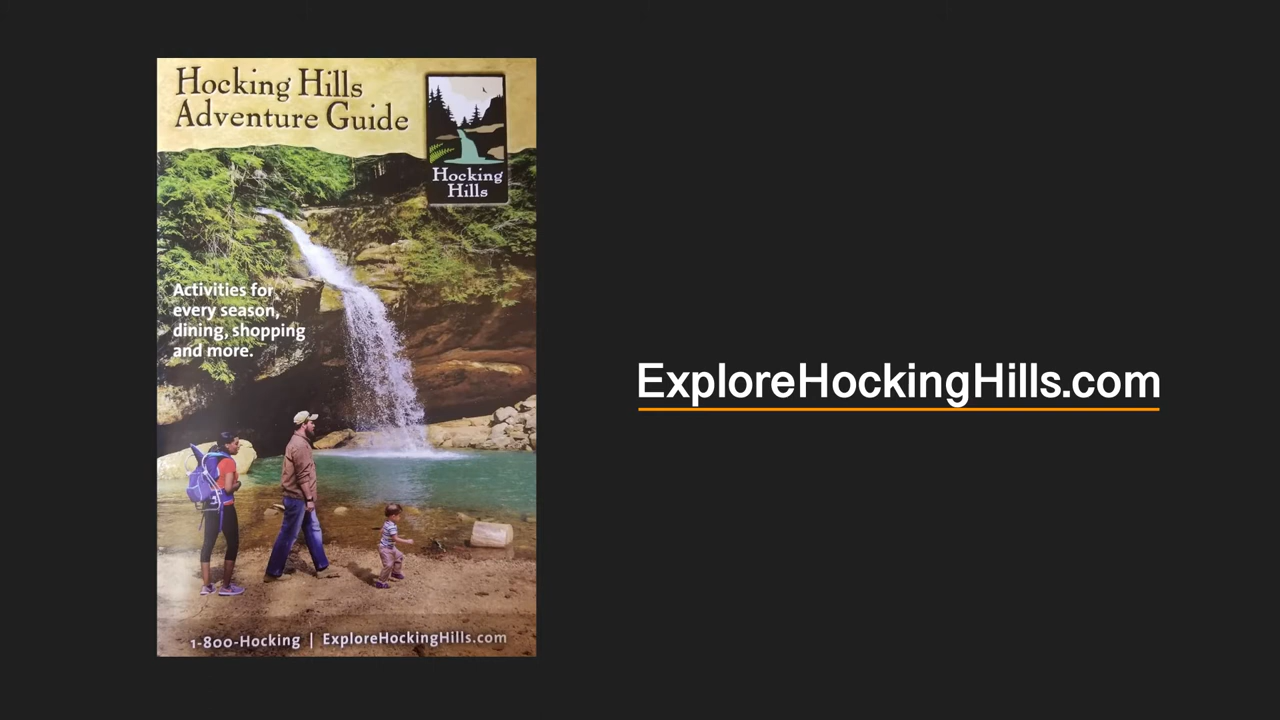 Hocking Hills
Adventure Guide
Hocking
Hills
Activities for
every season,
dining, shopping
and more.
1-800-Hocking | ExploreHockingHills.com
ExploreHockingHills.com